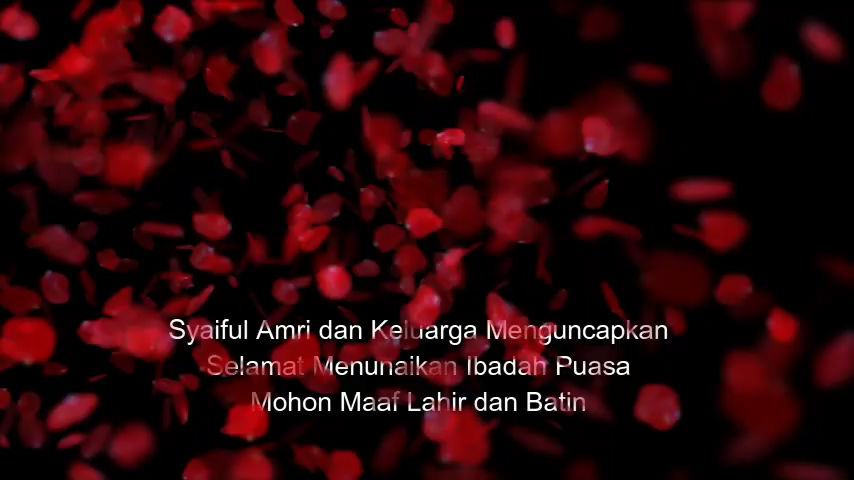 Syaiful Amri dan Keluarga Menguncapkan
Selamat Menunaikan Ibadah Puasa
Mohon Maaf Lahir dan Batin